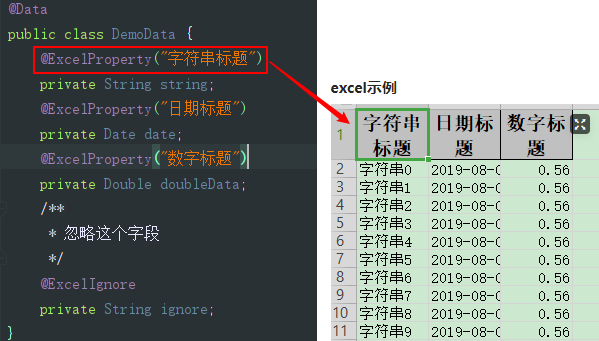 @Data
public class DemoData {
@ExcelProperty("字符串标题")
private String string;
@ExcelProperty("日期标题")
private Date date;
@ExcelProperty("数字标题")
private Double doubleData;
/**
* 忽略这个字段
*/
@ExcelIgnore
private String ignore;
}
excel示例
1 字符串标题 日期标题 数字标题
2 字符串0 2019-08-0 0.56
3 字符串1 2019-08-0 0.56
4 字符串2 2019-08-0 0.56
5 字符串3 2019-08-0 0.56
6 字符串4 2019-08-0 0.56
7 字符串5 2019-08-0 0.56
8 字符串6 2019-08-0 0.56
9 字符串7 2019-08-0 0.56
10 字符串8 2019-08-0 0.56
11 字符串9 2019-08-0 0.56